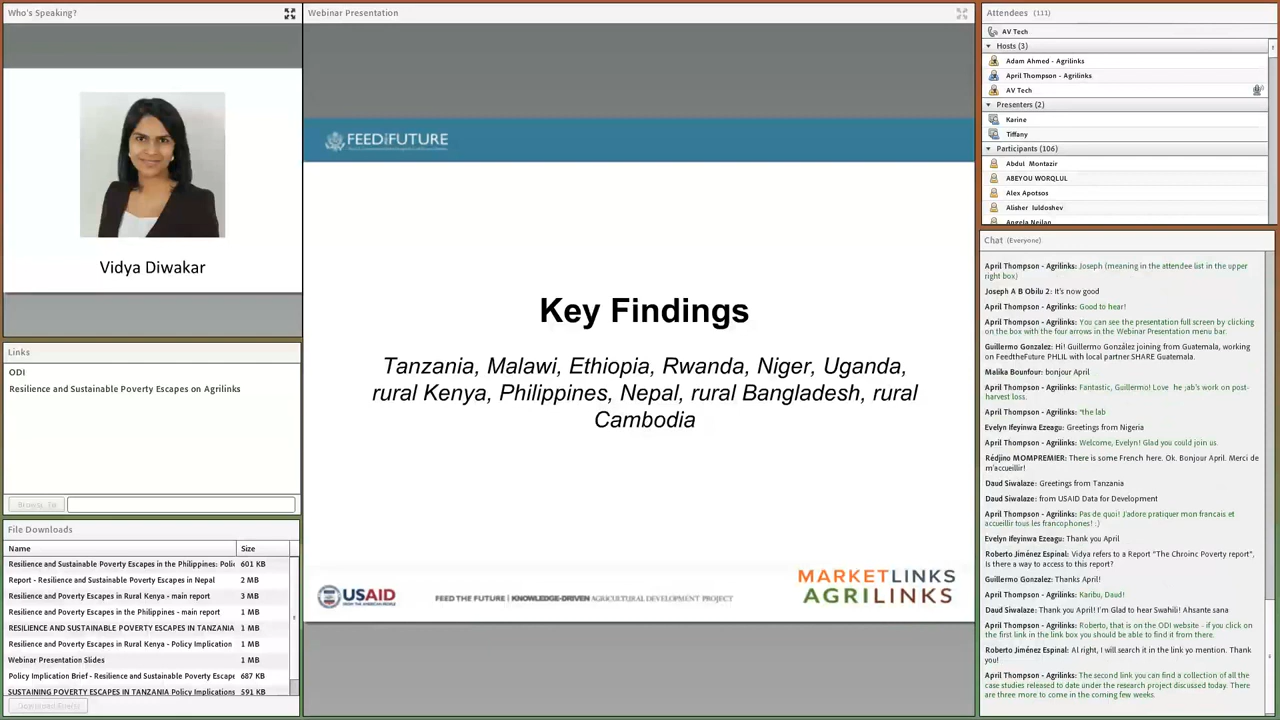 Who's Speaking?
Vidya Diwakar
Links
ODI
Resilience and Sustainable Poverty Escapes on Agrilinks
Browse To
File Downloads
Name Size
Resilience and Sustainable Poverty Escapes in the Philippines: Polic 601 KB
Report - Resilience and Sustainable Poverty Escapes in Nepal 2 MB
Resilience and Poverty Escapes in Rural Kenya - main report 3 MB
Resilience and Poverty Escapes in the Philippines - main report 1 MB
RESILIENCE AND SUSTAINABLE POVERTY ESCAPES IN TANZANIA 1 MB
Resilience and Poverty Escapes in Rural Kenya - Policy Implication 1 MB
Webinar Presentation Slides 1 MB
Policy Implication Brief - Resilience and Sustainable Poverty Escape 687 KB
SUSTAINING POVERTY ESCAPES IN TANZANIA Policy Implications 591 KB
Download File(s)
Webinar Presentation
FEED THE FUTURE
Key Findings
Tanzania, Malawi, Ethiopia, Rwanda, Niger, Uganda,
rural Kenya, Philippines, Nepal, rural Bangladesh, rural
Cambodia
USAID
FROM THE AMERICAN PEOPLE
FEED THE FUTURE | KNOWLEDGE-DRIVEN AGRICULTURAL DEVELOPMENT PROJECT
MARKETLINKS
AGRILINKS
Attendees (111)
AV Tech
Hosts (3)
Adam Ahmed - Agrilinks
April Thompson - Agrilinks
AV Tech
Presenters (2)
Karine
Tiffany
Participants (106)
Abdul Montazir
ABEYOU WORQLUL
Alex Apotsos
Alisher Iuldoshev
Angela Neilan
Chat (Everyone)
April Thompson - Agrilinks: Joseph (meaning in the attendee list in the upper
right box)
Joseph A B Obilu 2: It's now good
April Thompson - Agrilinks: Good to hear!
April Thompson - Agrilinks: You can see the presentation full screen by clicking
on the box with the four arrows in the Webinar Presentation menu bar.
Guillermo Gonzalez: Hi! Guillermo González joining from Guatemala, working
on FeedtheFuture PHLIL with local partner SHARE Guatemala.
Malika Bounfour: bonjour April
April Thompson - Agrilinks: Fantastic, Guillermo! Love he ;ab's work on post-
harvest loss.
April Thompson - Agrilinks: *the lab
Evelyn Ifeyinwa Ezeagu: Greetings from Nigeria
April Thompson - Agrilinks: Welcome, Evelyn! Glad you could join us.
Rédjino MOMPREMIER: There is some French here. Ok. Bonjour April. Merci de
m'accueillir!
Daud Siwalaze: Greetings from Tanzania
Daud Siwalaze: from USAID Data for Development
April Thompson - Agrilinks: Pas de quoi! J'adore pratiquer mon francais et
accueillir tous les francophones! :)
Evelyn Ifeyinwa Ezeagu: Thank you April
Roberto Jiménez Espinal: Vidya refers to a Report "The Chroinc Poverty report",
Is there a way to access to this report?
Guillermo Gonzalez: Thanks April!
April Thompson - Agrilinks: Karibu, Daud!
Daud Siwalaze: Thank you April! I'm Glad to hear Swahili! Ahsante sana
April Thompson - Agrilinks: Roberto, that is on the ODI website - if you click on
the first link in the link box you should be able to find it from there.
Roberto Jiménez Espinal: Al right, I will search it in the link yo mention. Thank
you!
April Thompson - Agrilinks: The second link you can find a collection of all the
case studies released to date under the research project discussed today. There
are three more to come in the coming few weeks.